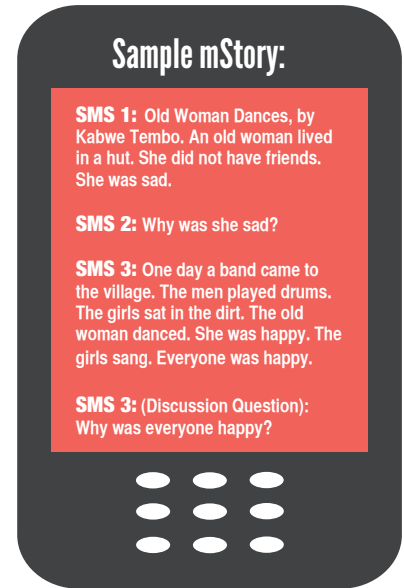 Sample mStory:
SMS 1: Old Woman Dances, by
Kabwe Tembo. An old woman lived
in a hut. She did not have friends.
She was sad.
SMS 2: Why was she sad?
SMS 3: One day a band came to
the village. The men played drums.
The girls sat in the dirt. The old
woman danced. She was happy. The
girls sang. Everyone was happy.
SMS 3: (Discussion Question):
Why was everyone happy?